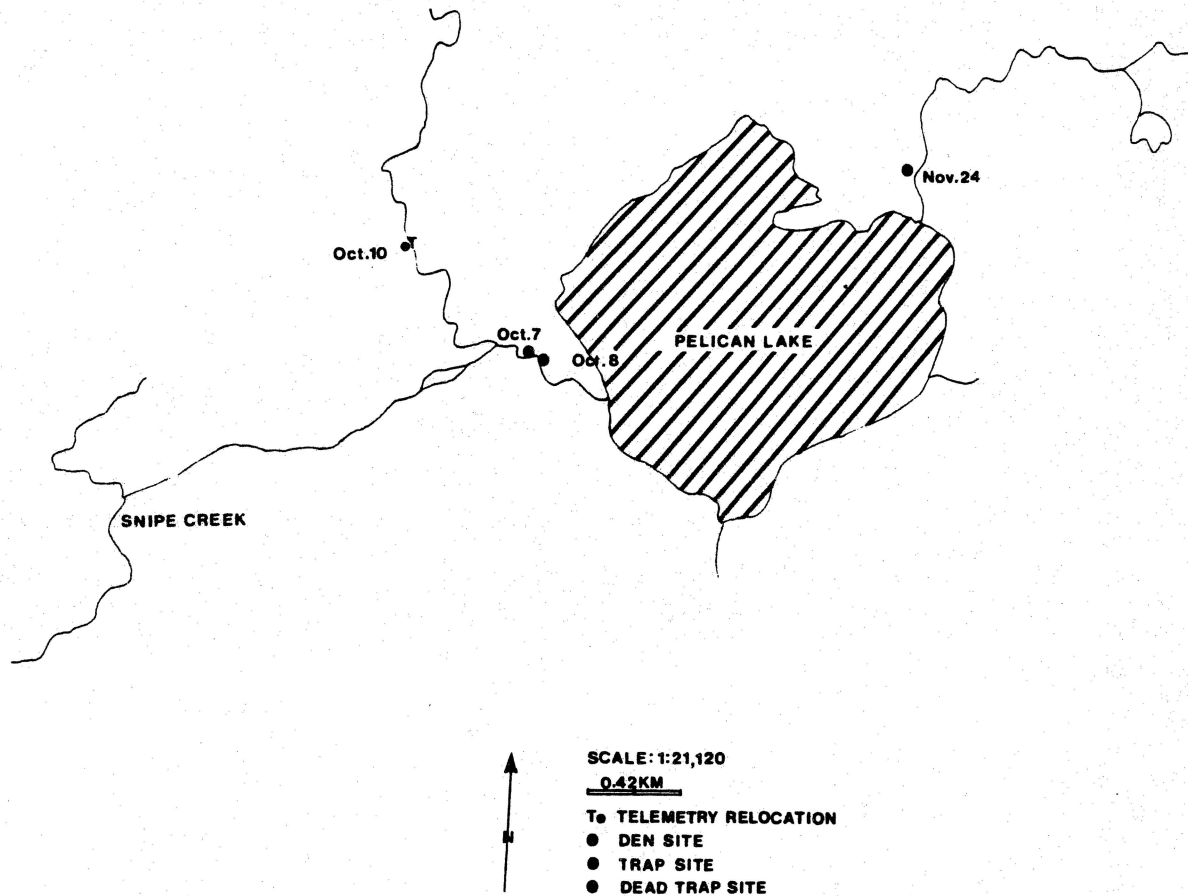 Nov.24
T
Oct.10
Oct.7
Oct.8
PELICAN LAKE
SNIPE CREEK
SCALE: 1:21,120
0.42KM
N
T● TELEMETRY RELOCATION
● DEN SITE
● TRAP SITE
● DEAD TRAP SITE